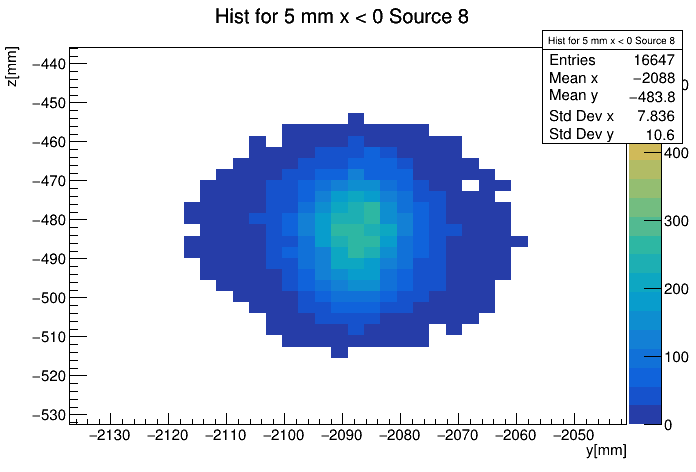 Hist for 5 mm x < 0 Source 8
z[mm]
−440
−450
−460
−470
−480
−490
−500
−510
−520
−530
−2130 −2120 −2110 −2100 −2090 −2080 −2070 −2060 −2050
y[mm]
Hist for 5 mm x < 0 Source 8
Entries 16647
Mean x −2088
Mean y −483.8
Std Dev x 7.836
Std Dev y 10.6
0
400
300
200
100
0